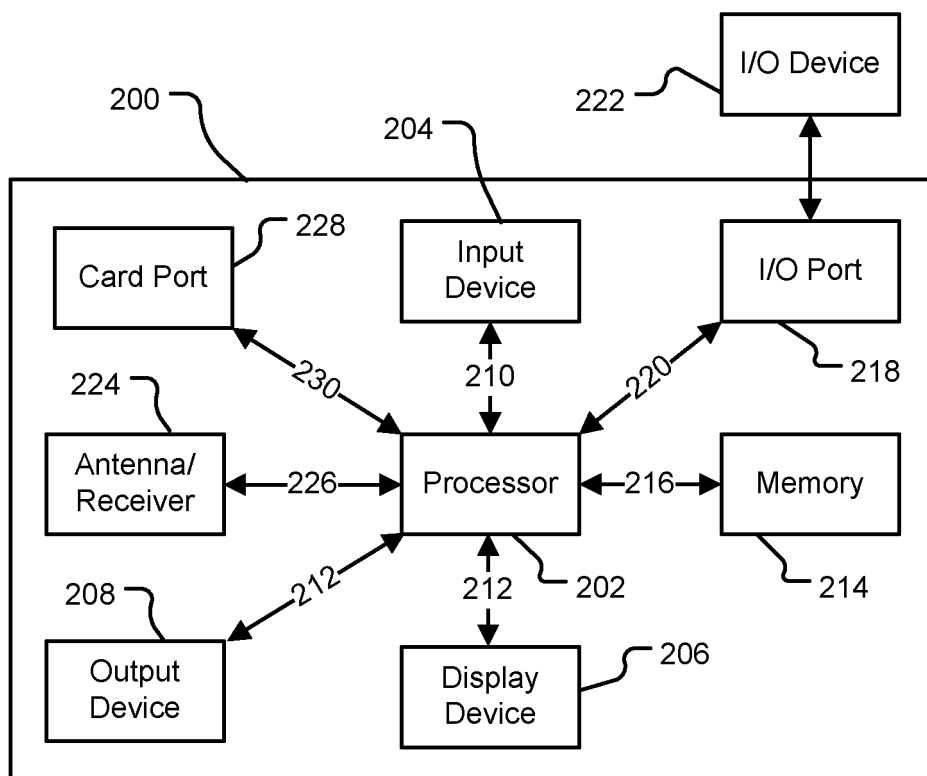 I/O Device
222
200
204
228
Card Port
Input
Device
I/O Port
230
210
220
218
224
Antenna/
Receiver
226
Processor
216
Memory
208
212
212
202
214
Output
Device
Display
Device
206